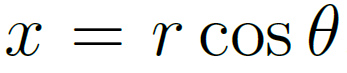 x = r cos θ